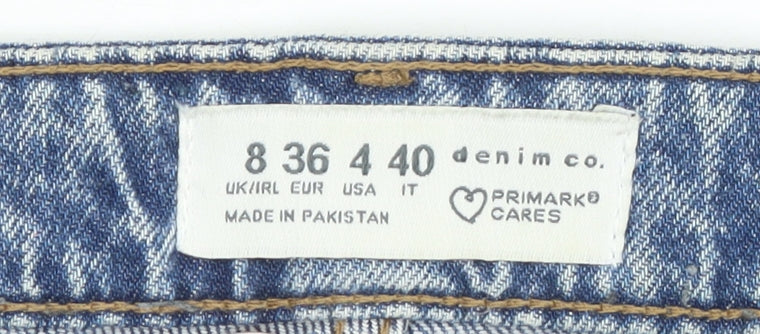 8 36 4 40 denim co.
UK/IRL EUR USA IT
MADE IN PAKISTAN
PRIMARK®
CARES